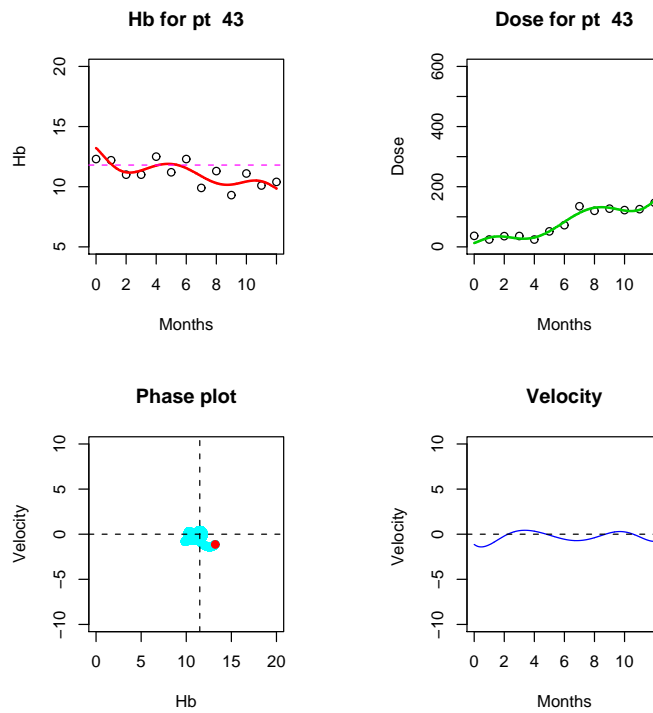 Hb for pt 43
Hb
5 10 15 20
0 2 4 6 8 10
Months
Dose for pt 43
Dose
0 200 400 600
0 2 4 6 8 10
Months
Phase plot
Velocity
−10 −5 0 5 10
0 5 10 15 20
Hb
Velocity
Velocity
−10 −5 0 5 10
0 2 4 6 8 10
Months